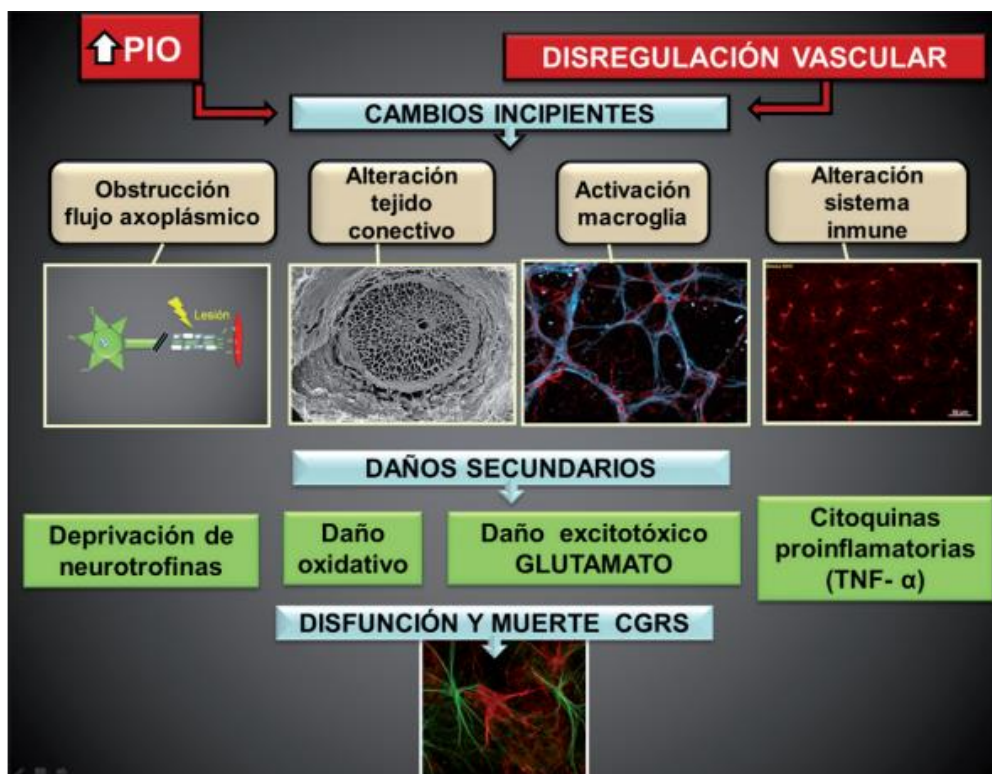 PIO
DISREGULACIÓN VASCULAR
CAMBIOS INCIPIENTES
Obstrucción
flujo axoplásmico
Alteración
tejido
conectivo
Activación
macroglia
Alteración
sistema
inmune
Lesión
DAÑOS SECUNDARIOS
Deprivación de
neurotrofinas
Daño
oxidativo
Daño excitotóxico
GLUTAMATO
Citoquinas
proinflamatorias
(TNF- α)
DISFUNCIÓN Y MUERTE CGRS